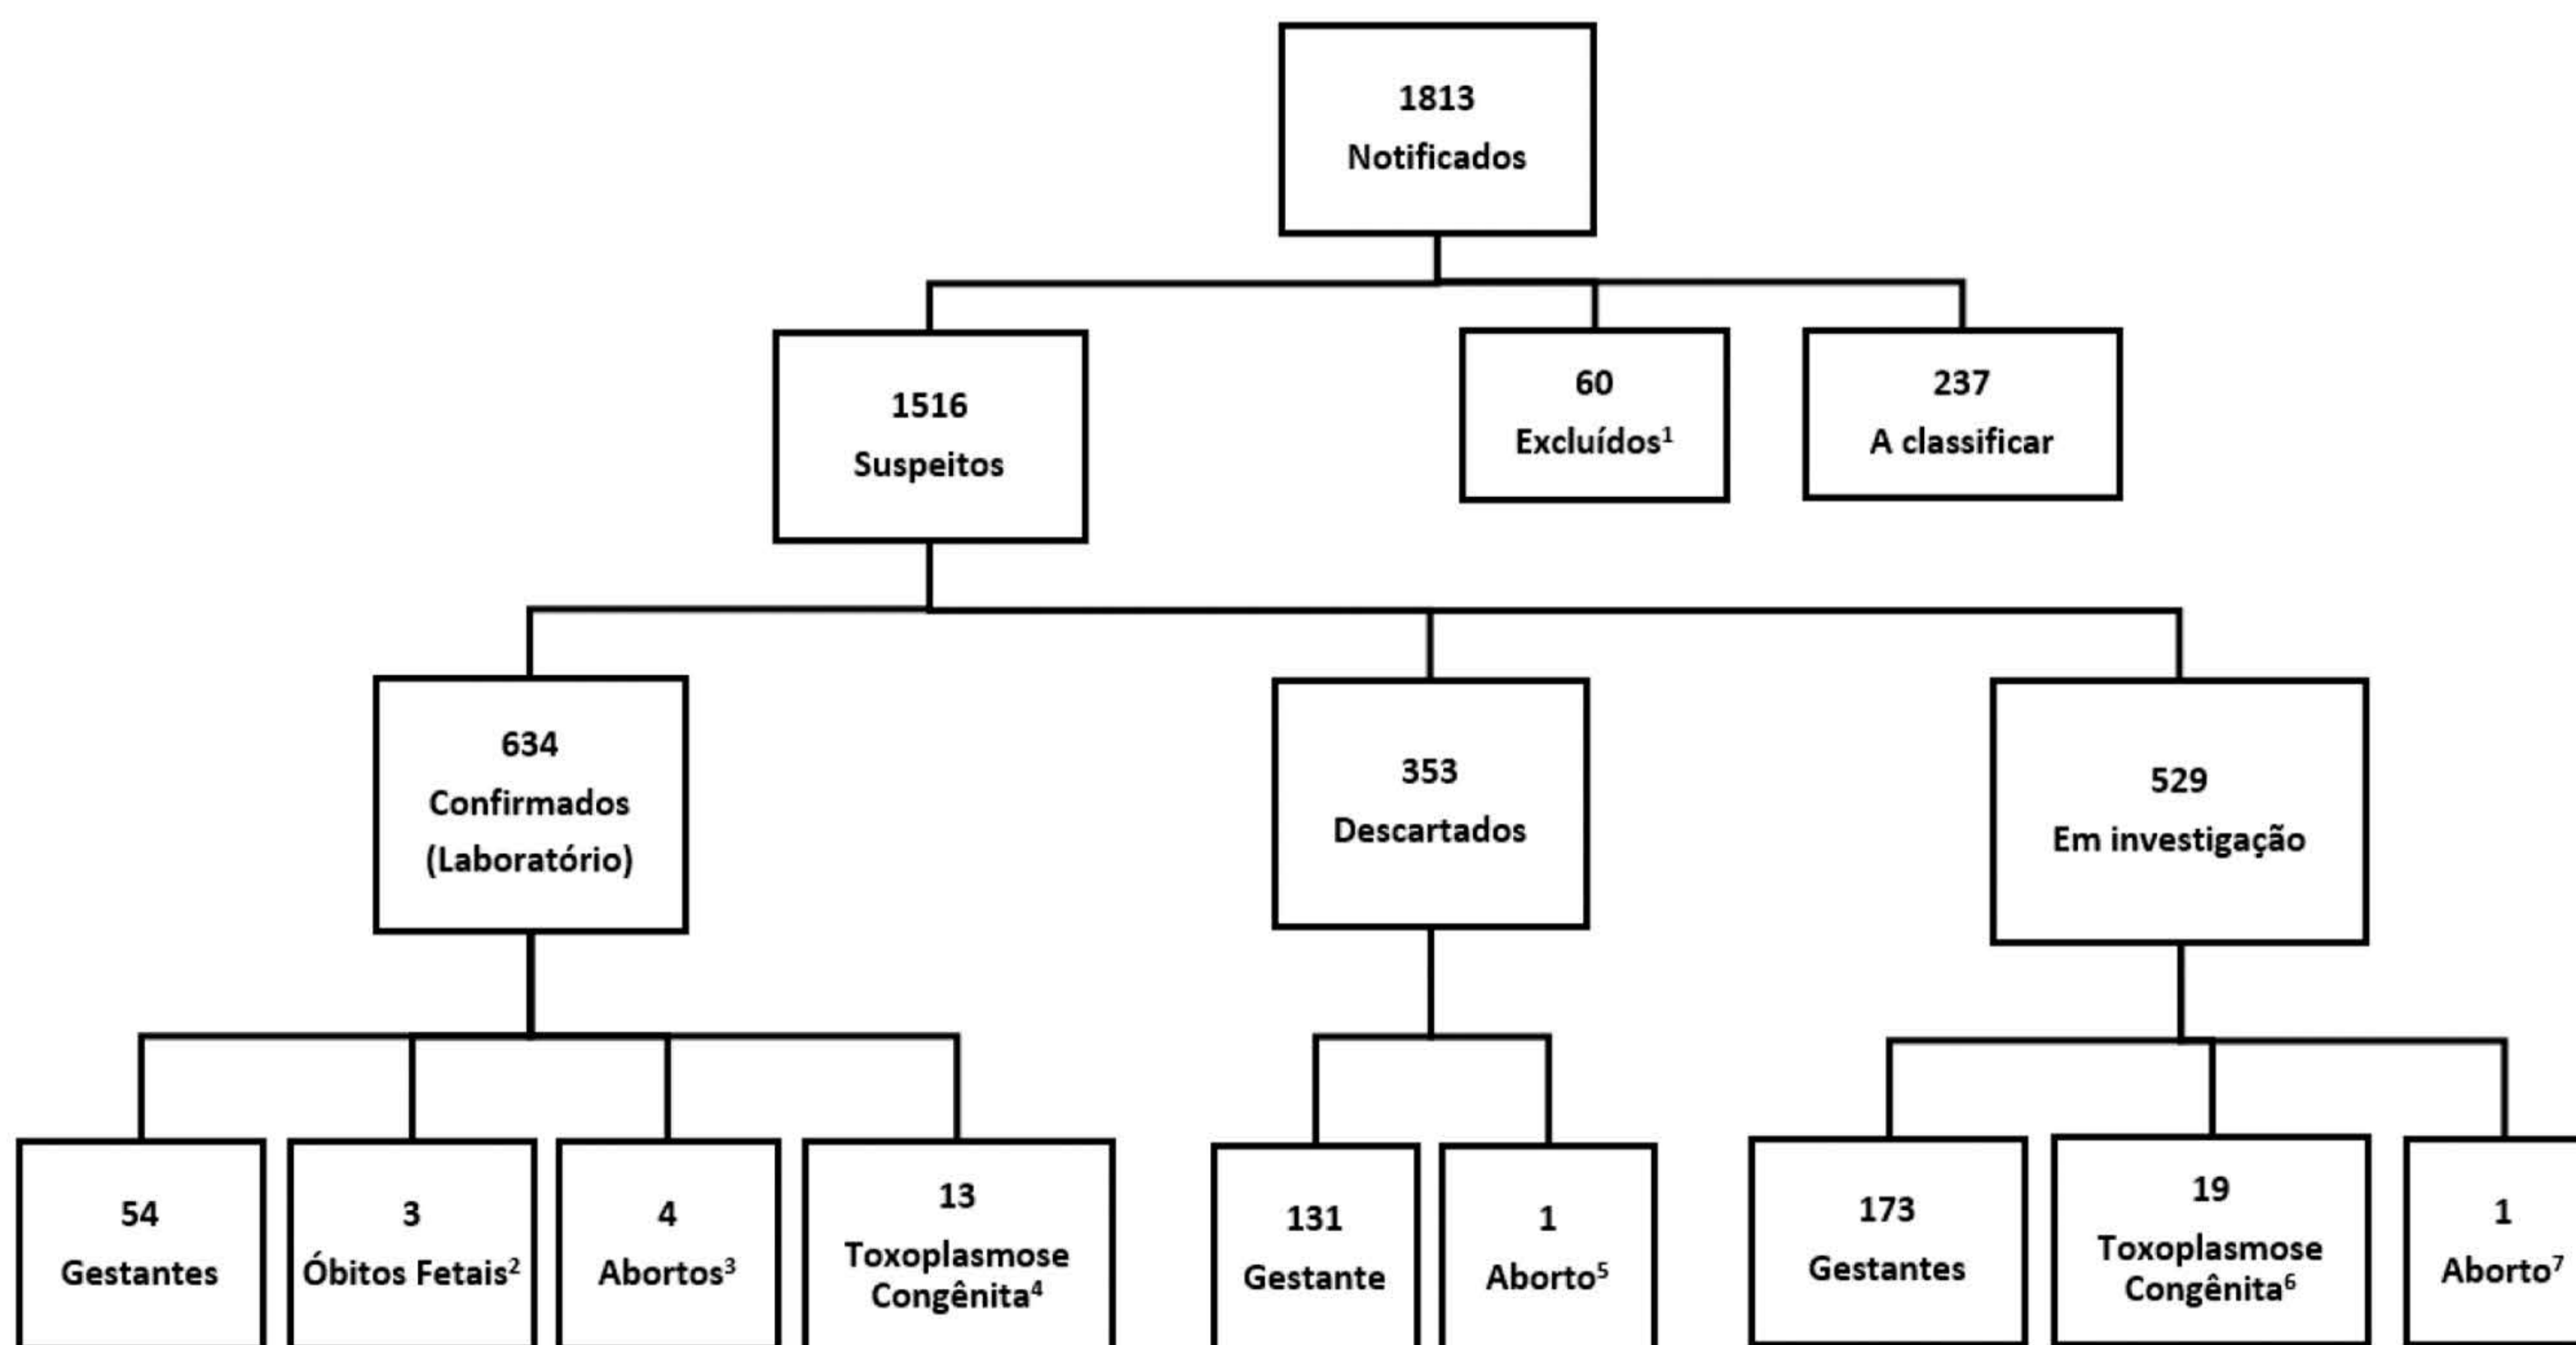 1813
Notificados
1516
Suspeitos
60
Excluídos¹
237
A classificar
634
Confirmados
(Laboratório)
353
Descartados
529
Em investigação
54
Gestantes
3
Óbitos Fetais²
4
Abortos³
13
Toxoplasmose
Congênita⁴
131
Gestante
1
Aborto⁵
173
Gestantes
19
Toxoplasmose
Congênita⁶
1
Aborto⁷